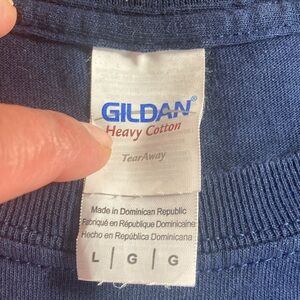 GILDAN®
Heavy Cotton
TearAway
Made in Dominican Republic
Fabriqué en République Dominicaine
Hecho en República Dominicana
L | G | G